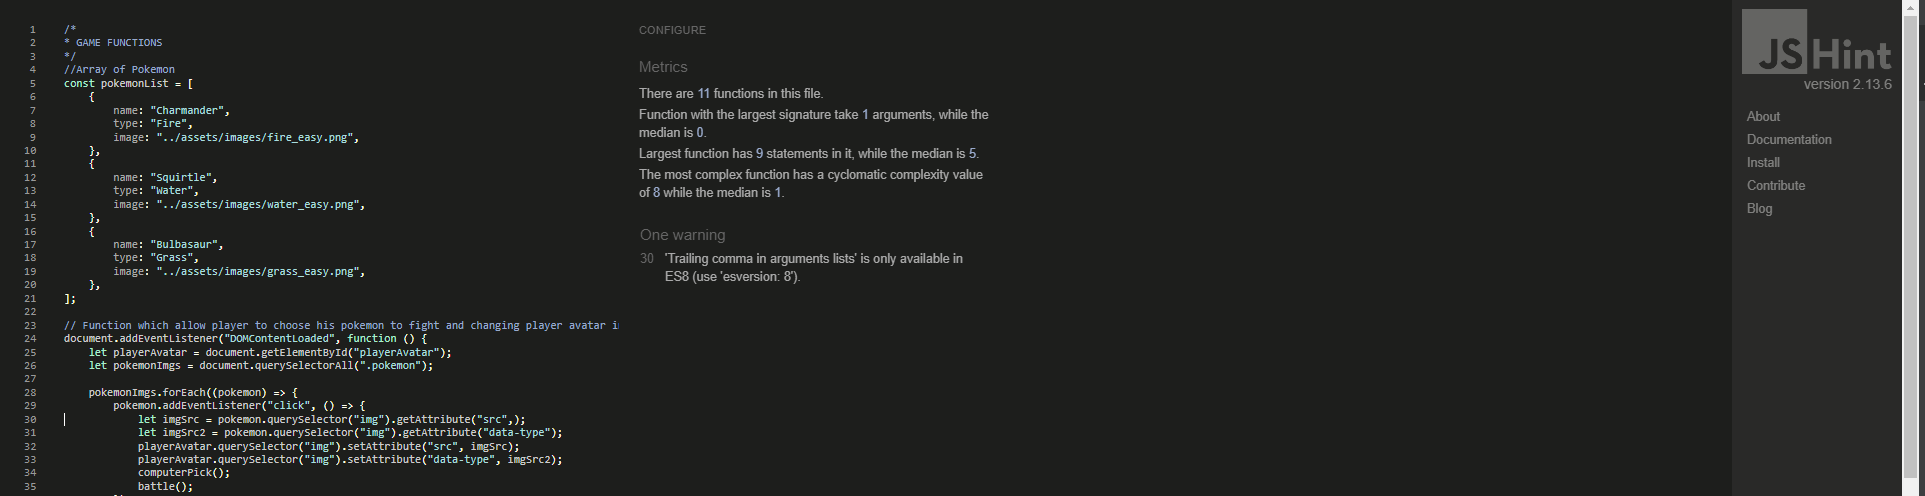 1 /*
2 * GAME FUNCTIONS
3 */
4 //Array of Pokemon
5 const pokemonList = [
6 {
7 name: "Charmander",
8 type: "Fire",
9 image: "../assets/images/fire_easy.png",
10 },
11 {
12 name: "Squirtle",
13 type: "Water",
14 image: "../assets/images/water_easy.png",
15 },
16 {
17 name: "Bulbasaur",
18 type: "Grass",
19 image: "../assets/images/grass_easy.png",
20 },
21 ];
22
23 // Function which allow player to choose his pokemon to fight and changing player avatar i
24 document.addEventListener("DOMContentLoaded", function () {
25 let playerAvatar = document.getElementById("playerAvatar");
26 let pokemonImgs = document.querySelectorAll(".pokemon");
27
28 pokemonImgs.forEach((pokemon) => {
29 pokemon.addEventListener("click", () => {
30 let imgSrc = pokemon.querySelector("img").getAttribute("src",);
31 let imgSrc2 = pokemon.querySelector("img").getAttribute("data-type");
32 playerAvatar.querySelector("img").setAttribute("src", imgSrc);
33 playerAvatar.querySelector("img").setAttribute("data-type", imgSrc2);
34 computerPick();
35 battle();
CONFIGURE
Metrics
There are 11 functions in this file.
Function with the largest signature take 1 arguments, while the
median is 0.
Largest function has 9 statements in it, while the median is 5.
The most complex function has a cyclomatic complexity value
of 8 while the median is 1.
One warning
30 'Trailing comma in arguments lists' is only available in
ES8 (use 'esversion: 8').
JSHint
version 2.13.6
About
Documentation
Install
Contribute
Blog